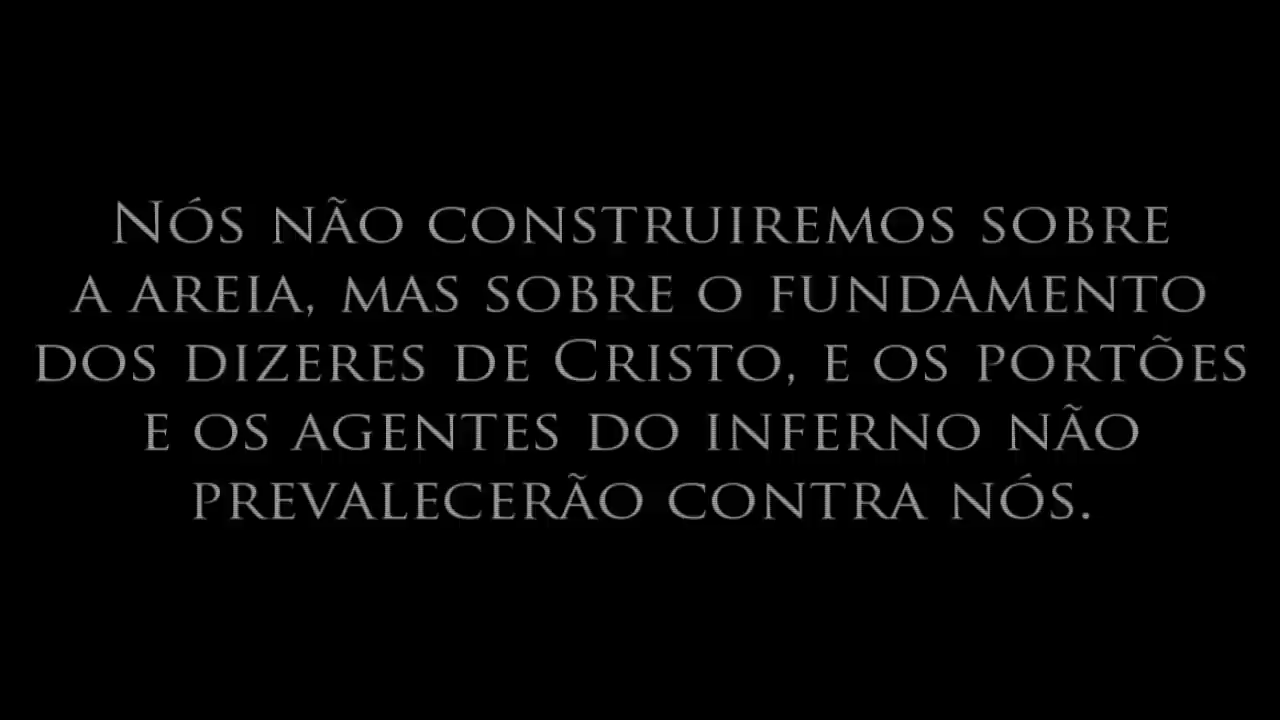 Nós não construiremos sobre
a areia, mas sobre o fundamento
dos dizeres de Cristo, e os portões
e os agentes do inferno não
prevalecerão contra nós.